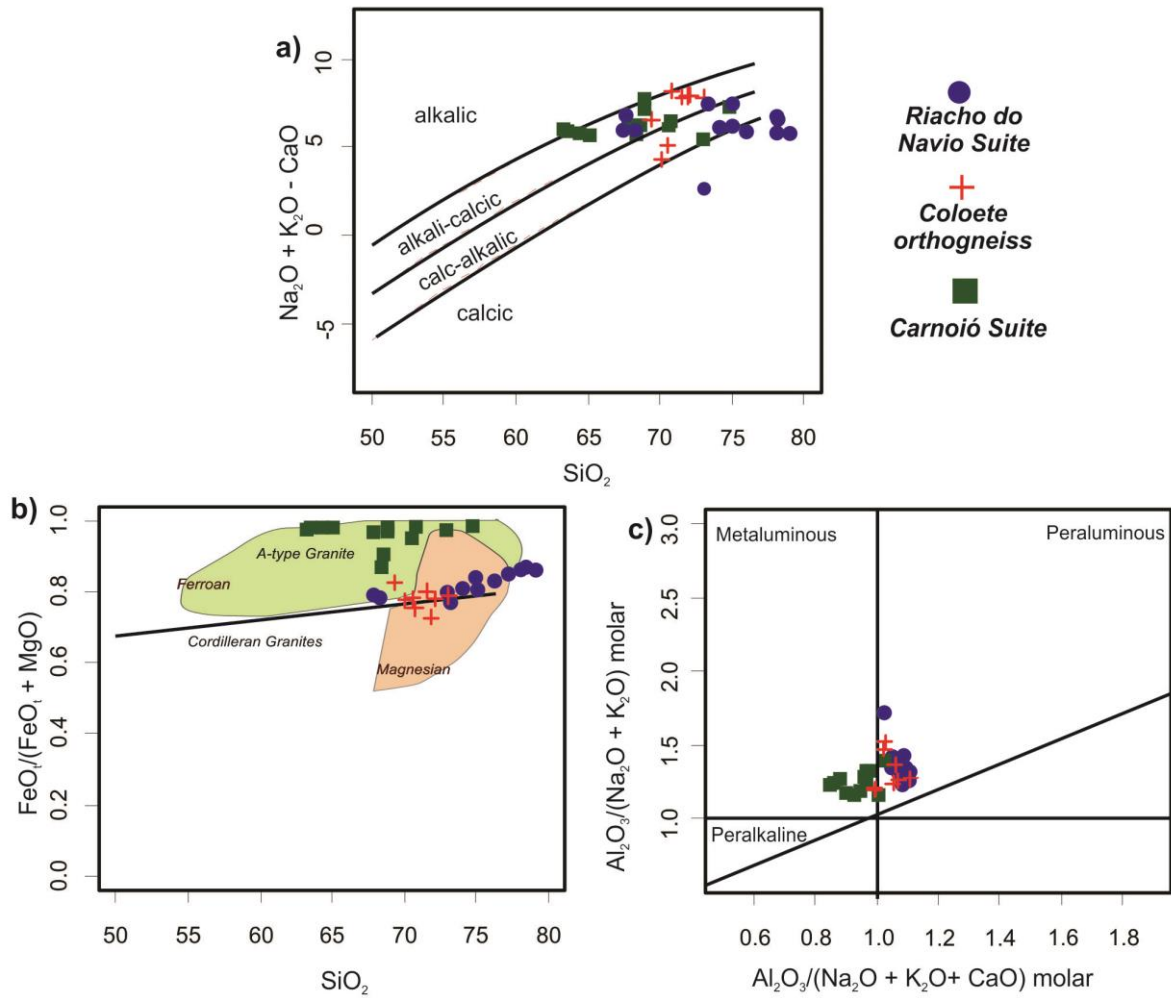 a)
Na₂O + K₂O - CaO
10
5
0
-5
alkalic
alkali-calcic
calc-alkalic
calcic
50 55 60 65 70 75 80
SiO₂
Riacho do
Navio Suite
Coloete
orthogneiss
Carnoió Suite
b)
FeOₜ/(FeOₜ + MgO)
1.0
0.8
0.6
0.4
0.2
0.0
A-type Granite
Ferroan
Cordilleran Granites
Magnesian
50 55 60 65 70 75 80
SiO₂
c)
Al₂O₃/(Na₂O + K₂O) molar
3.0
2.5
2.0
1.5
1.0
Metaluminous
Peraluminous
Peralkaline
0.6 0.8 1.0 1.2 1.4 1.6 1.8
Al₂O₃/(Na₂O + K₂O+ CaO) molar